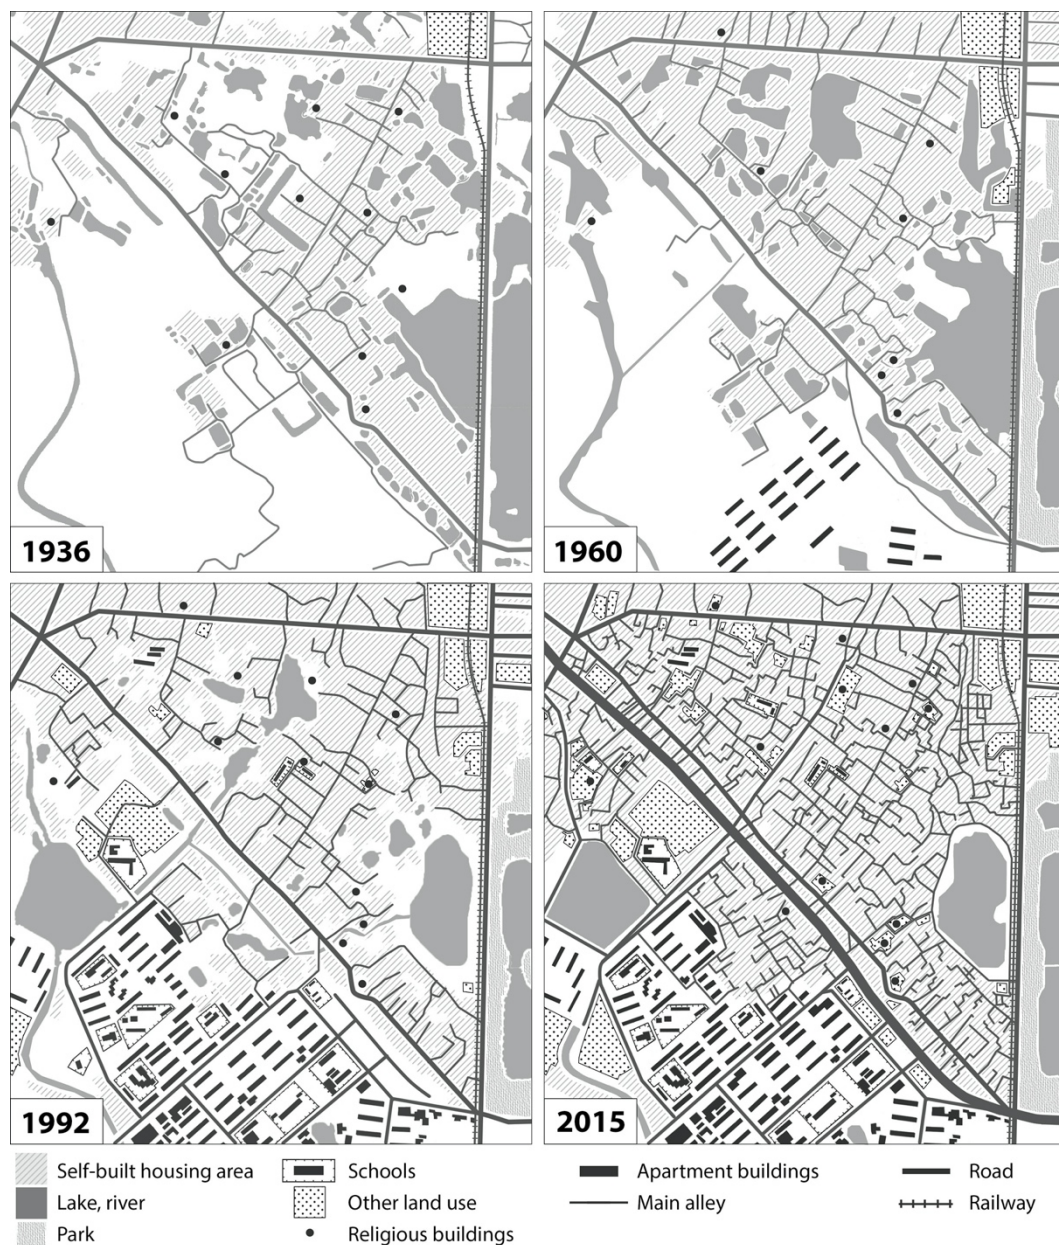 1936
1960
1992
2015
Self-built housing area
Schools
Apartment buildings
Road
Lake, river
Other land use
Main alley
Railway
Park
Religious buildings